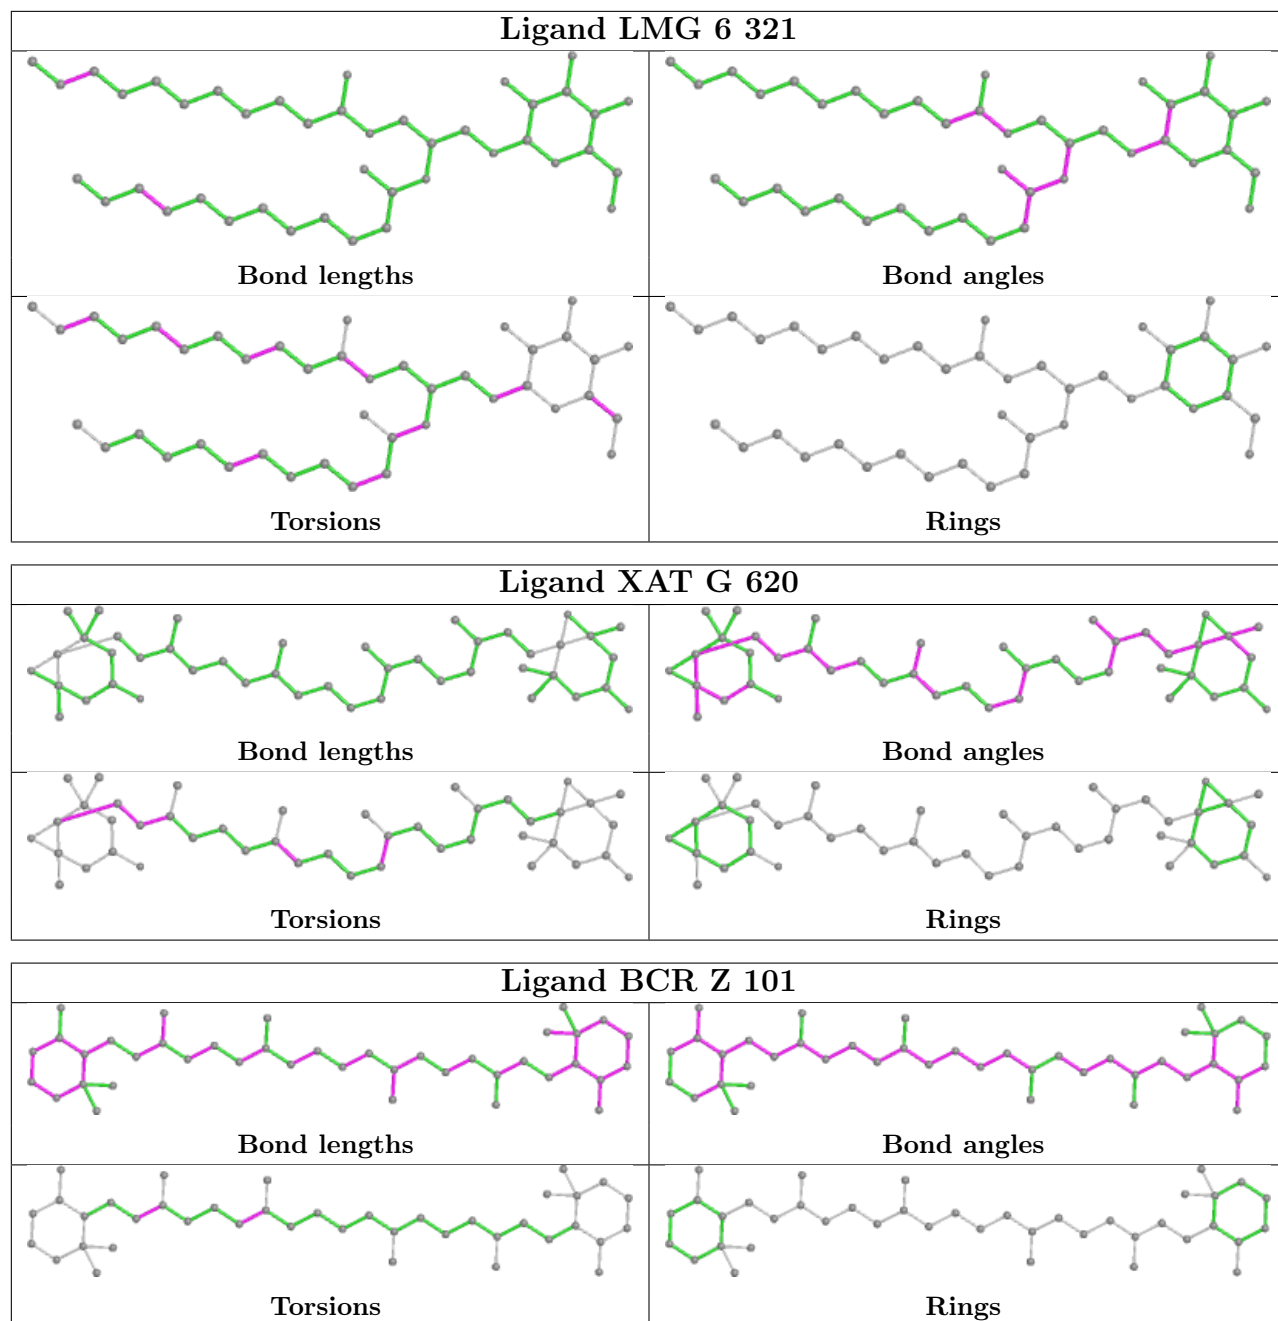 Ligand LMG 6 321
Bond lengths
Bond angles
Torsions
Rings
Ligand XAT G 620
Bond lengths
Bond angles
Torsions
Rings
Ligand BCR Z 101
Bond lengths
Bond angles
Torsions
Rings